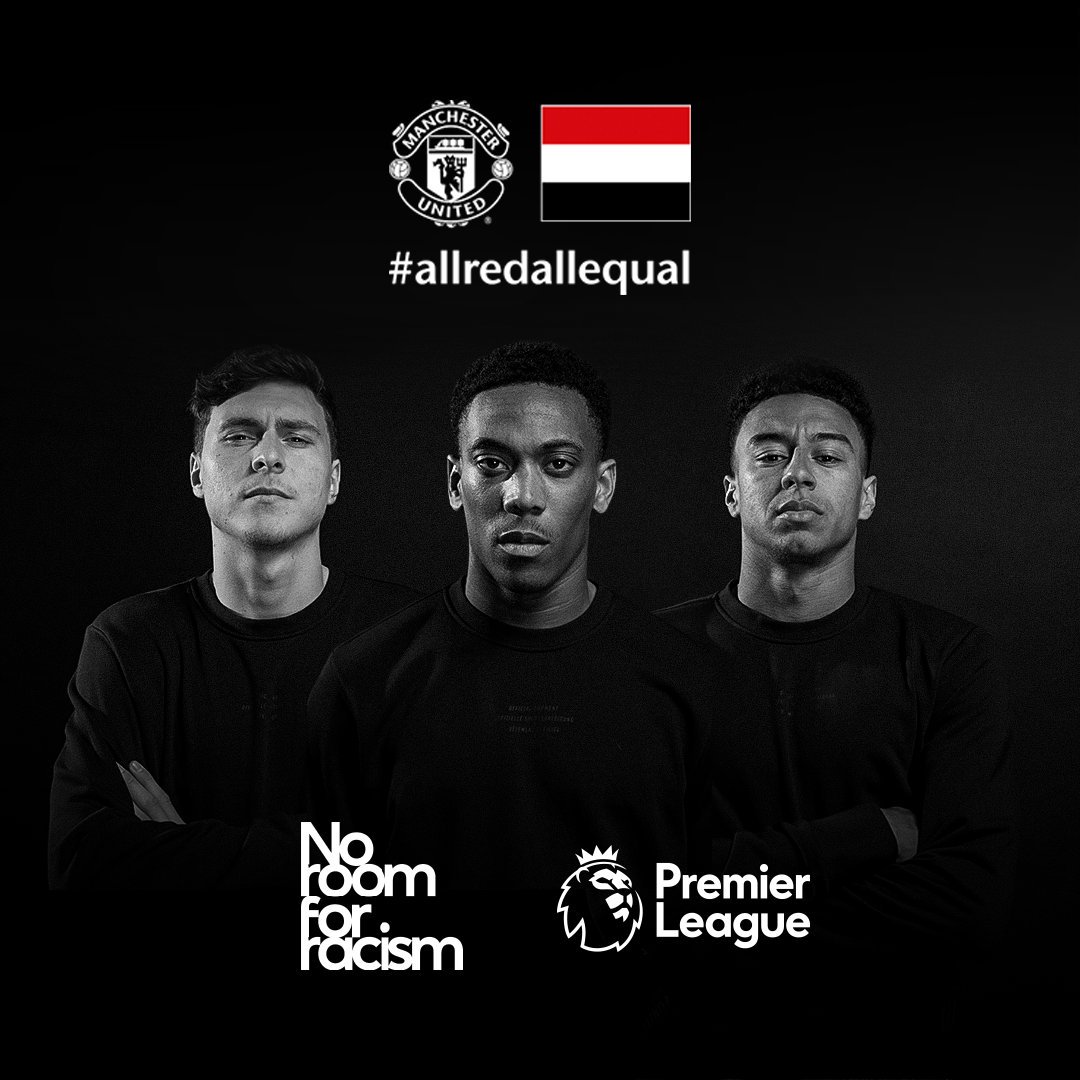 MANCHESTER
UNITED
#allredallequal
No
room
for
racism
Premier
League